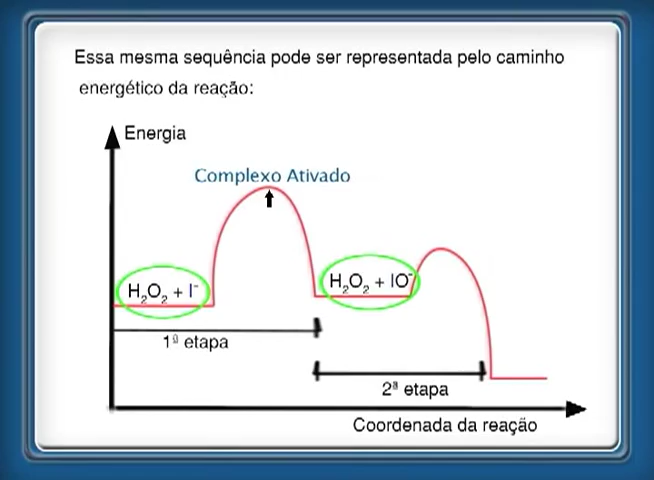 Essa mesma sequência pode ser representada pelo caminho
energético da reação:
Energia
Complexo Ativado
H₂O₂ + I⁻
H₂O₂ + IO⁻
1ª etapa
2ª etapa
Coordenada da reação